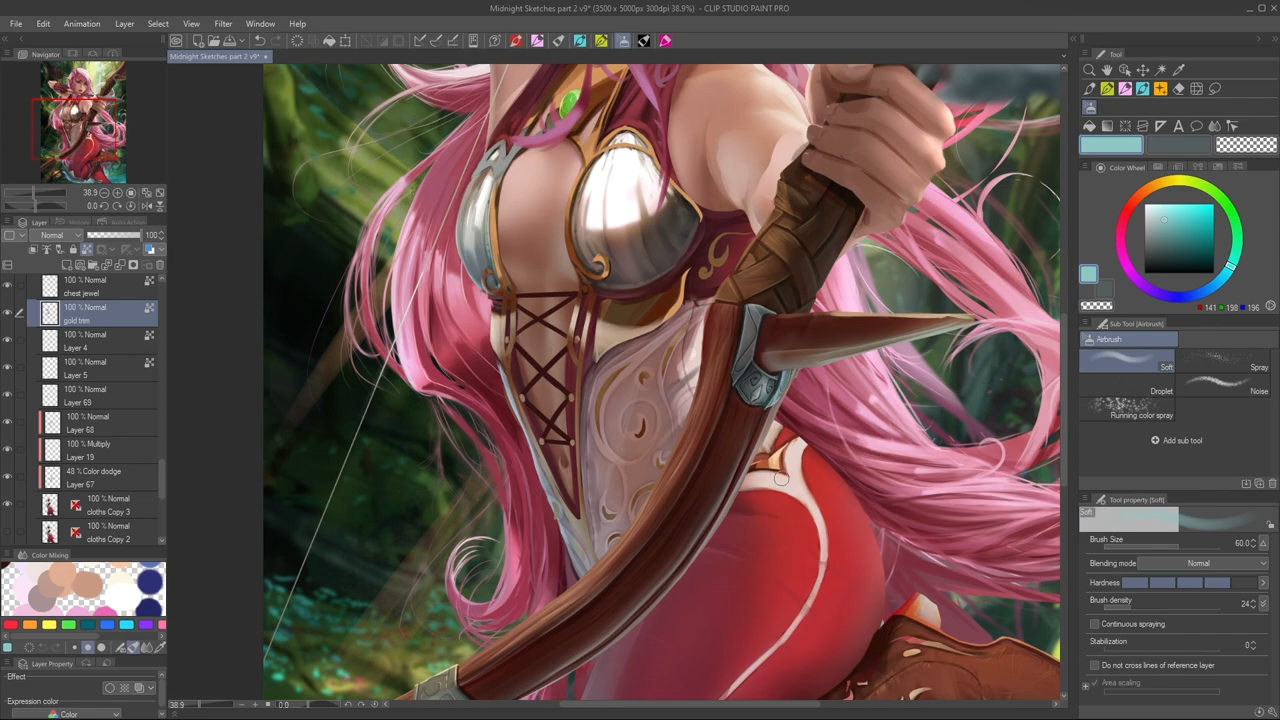 Midnight Sketches part 2 v9* (3500 x 5000px 300dpi 38.9%) - CLIP STUDIO PAINT PRO
File Edit Animation Layer Select View Filter Window Help
Midnight Sketches part 2 v9*
Navigator
38.9
0.0
Layer
History
Auto Action
Normal
100
100 % Normal
chest jewel
100 % Normal
gold trim
100 % Normal
Layer 4
100 % Normal
Layer 5
100 % Normal
Layer 69
100 % Normal
Layer 68
100 % Multiply
Layer 19
48 % Color dodge
Layer 67
100 % Normal
cloths Copy 3
100 % Normal
cloths Copy 2
Color Mixing
Layer Property
Effect
Expression color
Color
38.9
0.0
Tool
Color Wheel
141 198 196
Sub Tool [Airbrush]
Airbrush
Soft
Spray
Droplet
Noise
Running color spray
Add sub tool
Tool property [Soft]
Soft
Brush Size
60.0
Blending mode
Normal
Hardness
Brush density
24
Continuous spraying
Stabilization
0
Do not cross lines of reference layer
Area scaling